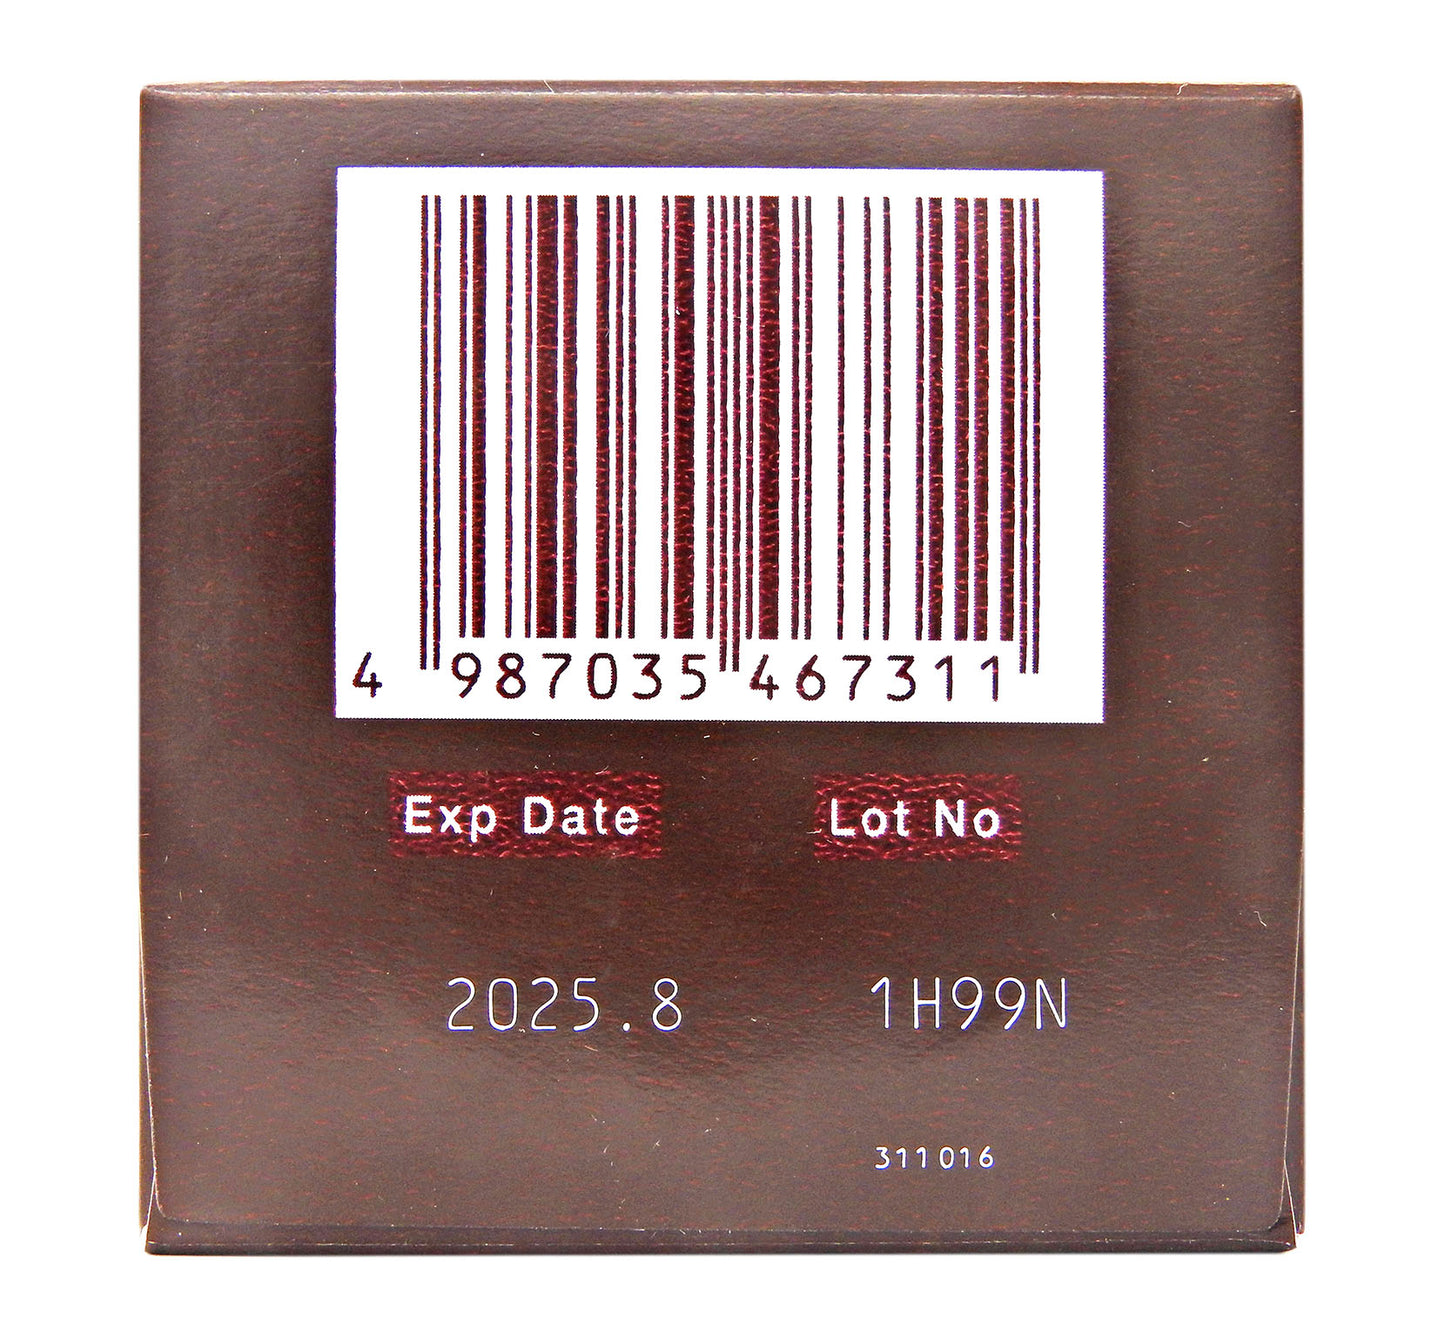 4 987035 467311
Exp Date Lot No
2025.8 1H99N
311016